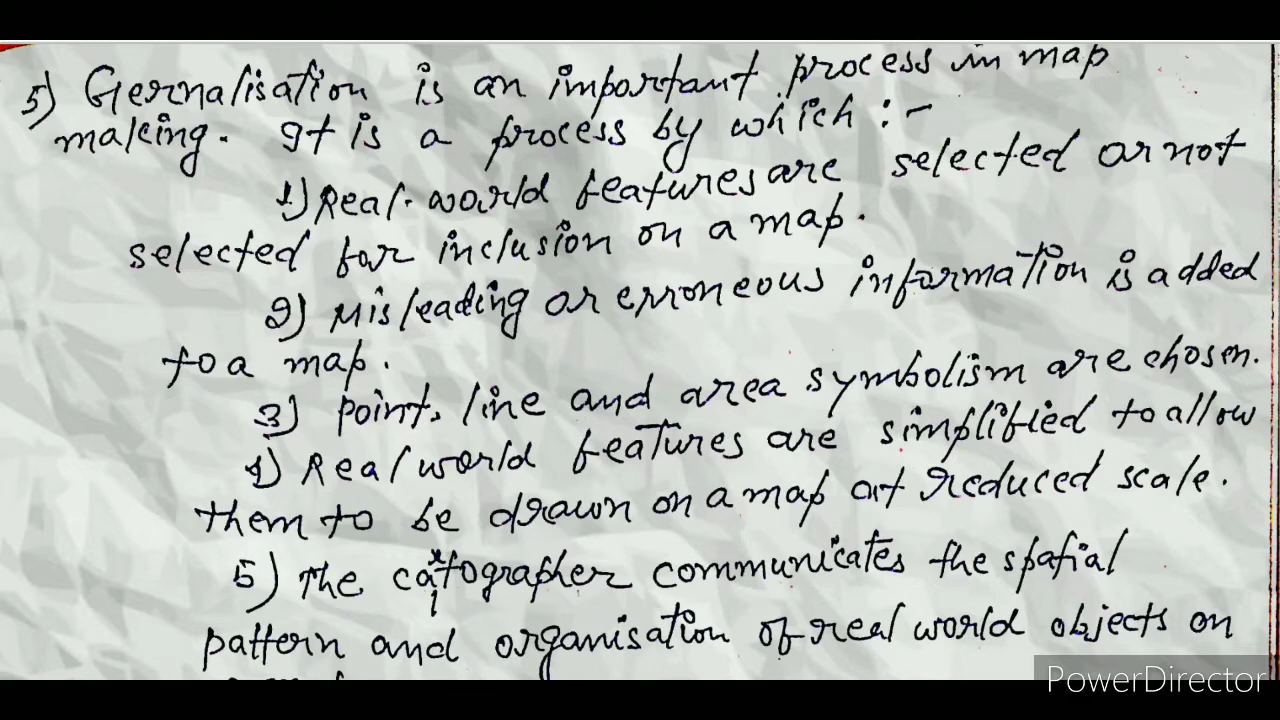 5) Gernalisation is an important process in map
making. It is a process by which :-
1) Real-world features are selected or not
selected for inclusion on a map.
2) Misleading or erroneous information is added
to a map.
3) Point, line and area symbolism are chosen.
4) Real world features are simplified to allow
them to be drawn on a map at reduced scale.
5) The cartographer communicates the spatial
pattern and organisation of real world objects on
PowerDirector